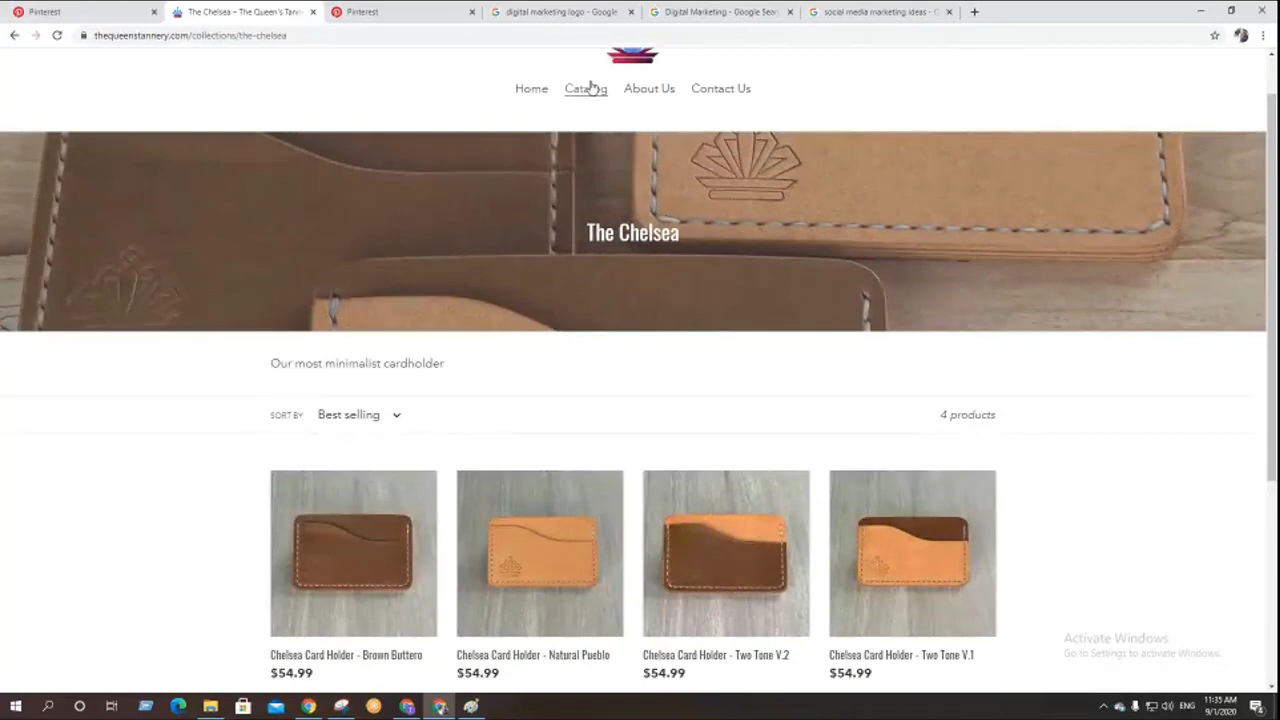 Pinterest
The Chelsea – The Queen's Tann
Pinterest
digital marketing logo - Google
Digital Marketing - Google Sear
social media marketing ideas -
thequeenstannery.com/collections/the-chelsea
Home Catalog About Us Contact Us
The Chelsea
Our most minimalist cardholder
SORT BY Best selling 4 products
Chelsea Card Holder - Brown Buttero
$54.99
Chelsea Card Holder - Natural Pueblo
$54.99
Chelsea Card Holder - Two Tone V.2
$54.99
Chelsea Card Holder - Two Tone V.1
$54.99
Activate Windows
Go to Settings to activate Windows.
ENG
11:35 AM
9/1/2020